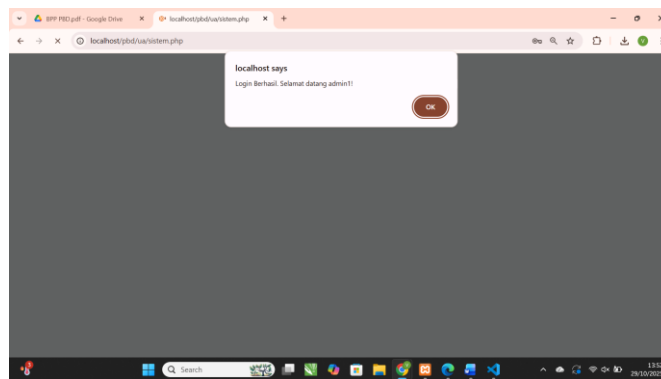 BPP PBD.pdf - Google Drive
localhost/pbd/ua/sistem.php
localhost/pbd/ua/sistem.php
localhost says
Login Berhasil. Selamat datang admin1!
OK
Search
29/10/2025